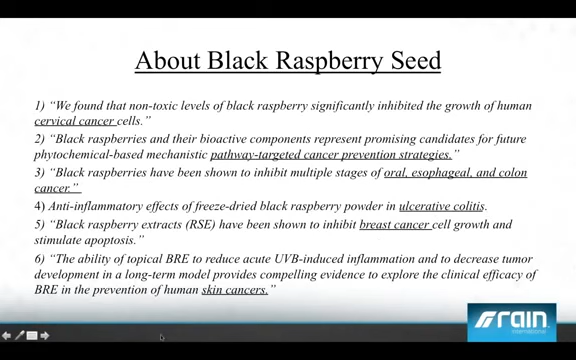 About Black Raspberry Seed
1) “We found that non-toxic levels of black raspberry significantly inhibited the growth of human
cervical cancer cells.”
2) “Black raspberries and their bioactive components represent promising candidates for future
phytochemical-based mechanistic pathway-targeted cancer prevention strategies.”
3) “Black raspberries have been shown to inhibit multiple stages of oral, esophageal, and colon
cancer.”
4) Anti-inflammatory effects of freeze-dried black raspberry powder in ulcerative colitis.
5) “Black raspberry extracts (RSE) have been shown to inhibit breast cancer cell growth and
stimulate apoptosis.”
6) “The ability of topical BRE to reduce acute UVB-induced inflammation and to decrease tumor
development in a long-term model provides compelling evidence to explore the clinical efficacy of
BRE in the prevention of human skin cancers.”
rain
international